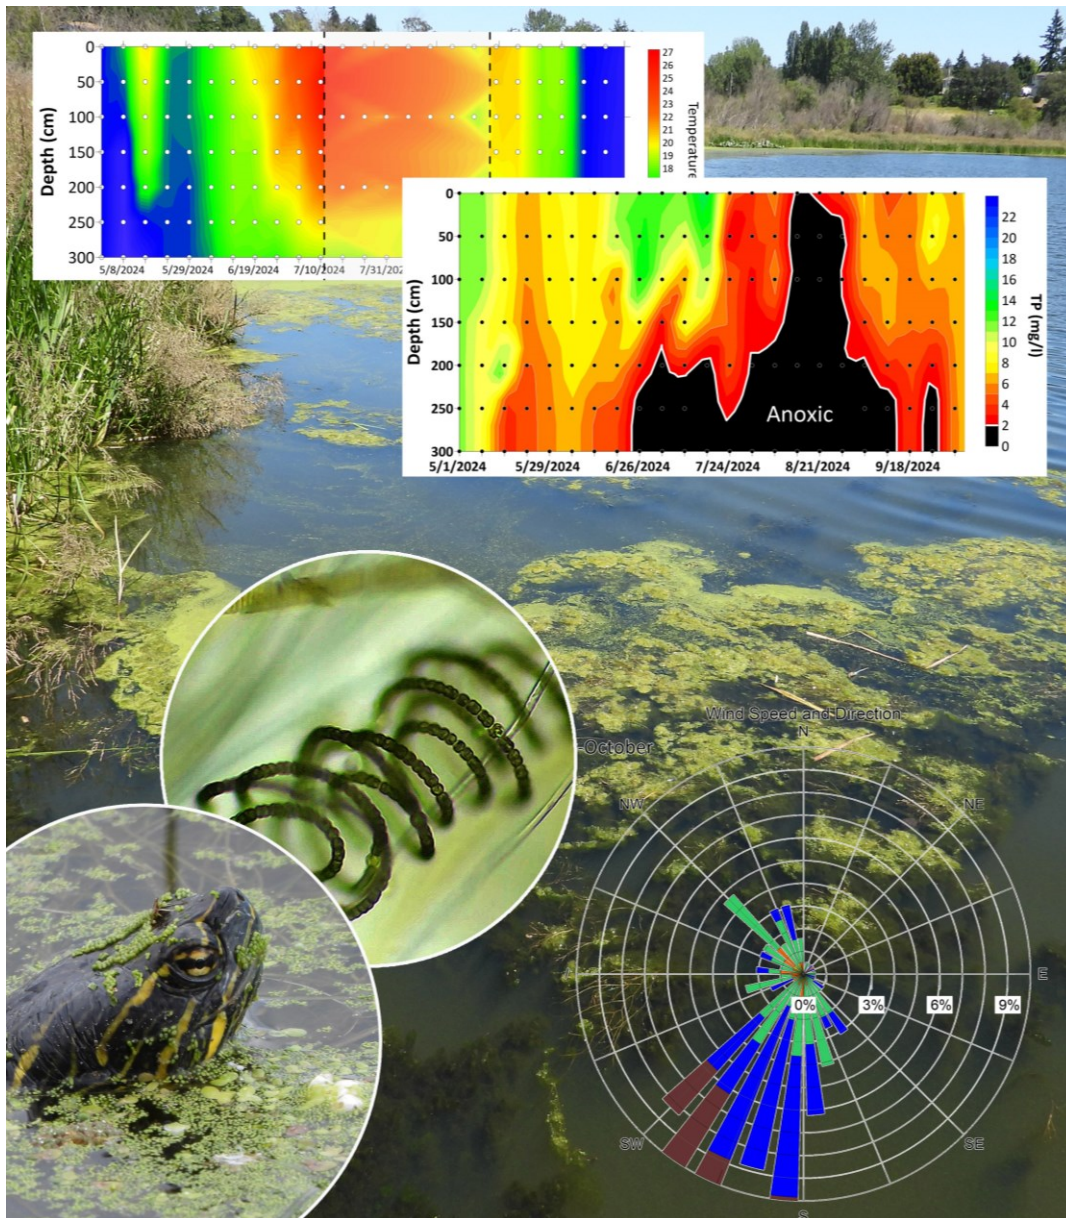 0
50
100
150
200
250
300
Depth (cm)
5/8/2024 5/29/2024 6/19/2024 7/10/2024 7/31/202
27
26
25
24
23
22
21
20
19
18
Temperature
0
50
100
150
200
250
300
Depth (cm)
Anoxic
5/1/2024 5/29/2024 6/26/2024 7/24/2024 8/21/2024 9/18/2024
22
20
18
16
14
12
10
8
6
4
2
0
TP (mg/l)
Wind Speed and Direction
-October
N
NW NE
E
0% 3% 6% 9%
SW SE
S